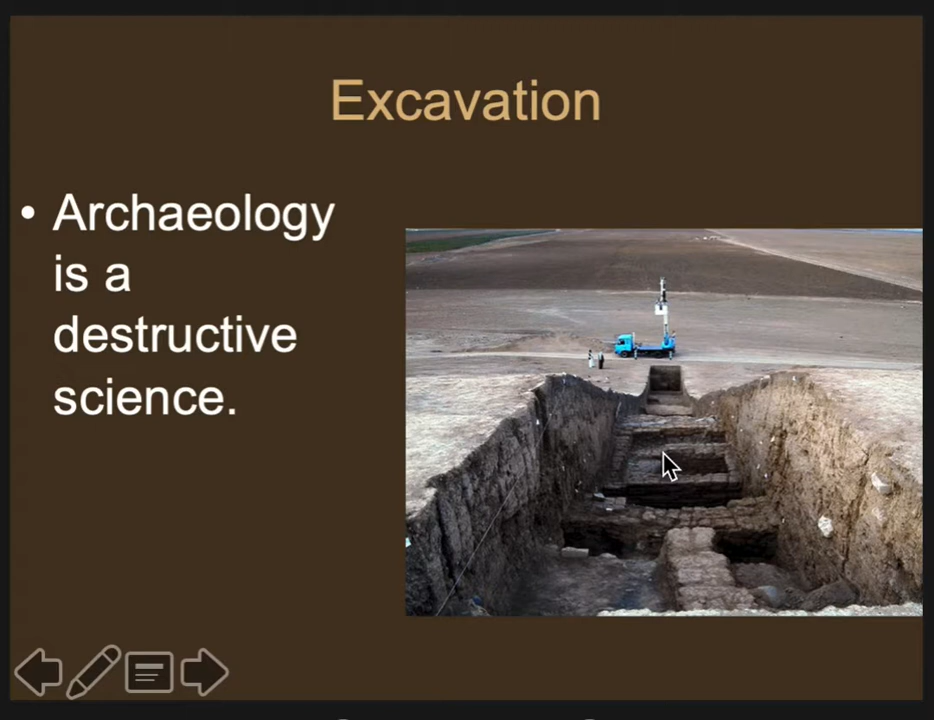 Excavation
• Archaeology
is a
destructive
science.